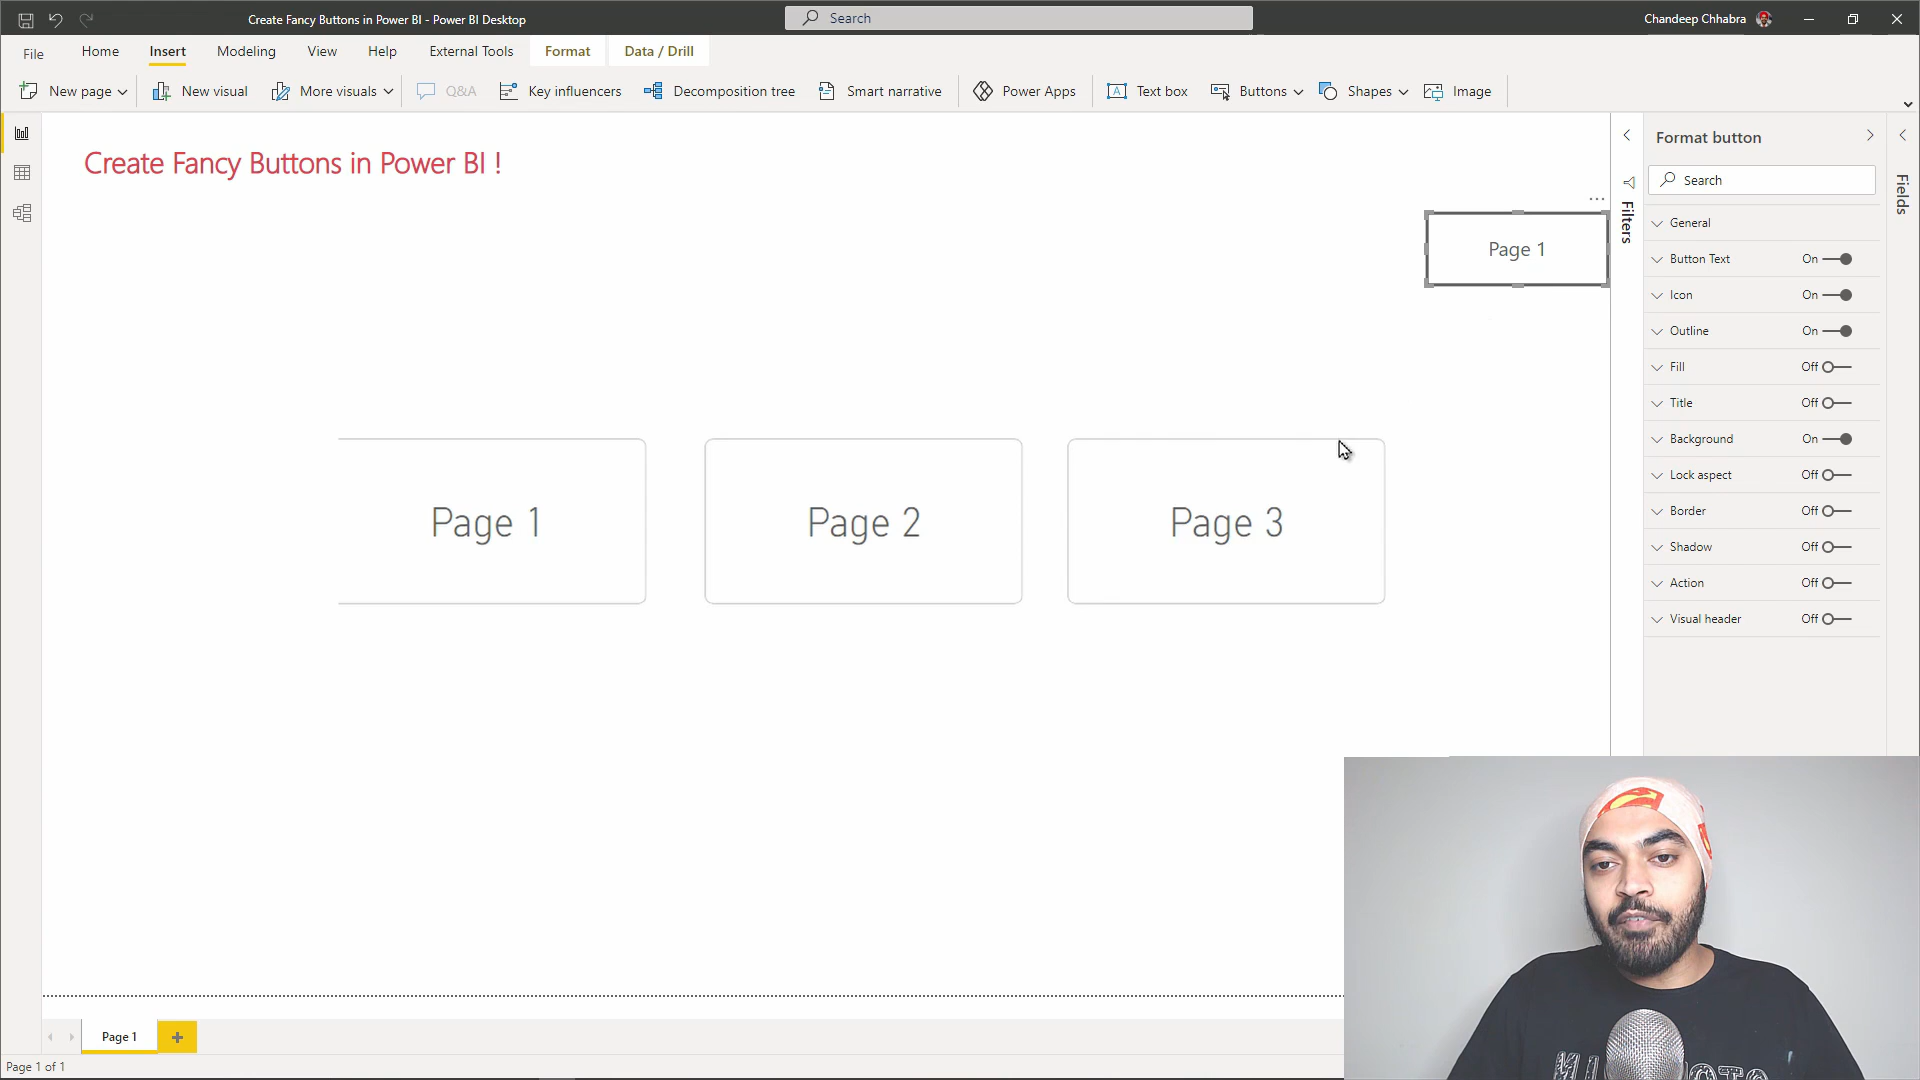 Create Fancy Buttons in Power BI - Power BI Desktop
Search
Chandeep Chhabra
File Home Insert Modeling View Help External Tools Format Data / Drill
New page New visual More visuals Q&A Key influencers Decomposition tree Smart narrative Power Apps Text box Buttons Shapes Image
Create Fancy Buttons in Power BI !
Page 1
Page 1
Page 2
Page 3
Filters
Format button
Search
General
Button Text On
Icon On
Outline On
Fill Off
Title Off
Background On
Lock aspect Off
Border Off
Shadow Off
Action Off
Visual header Off
Fields
Page 1
Page 1 of 1